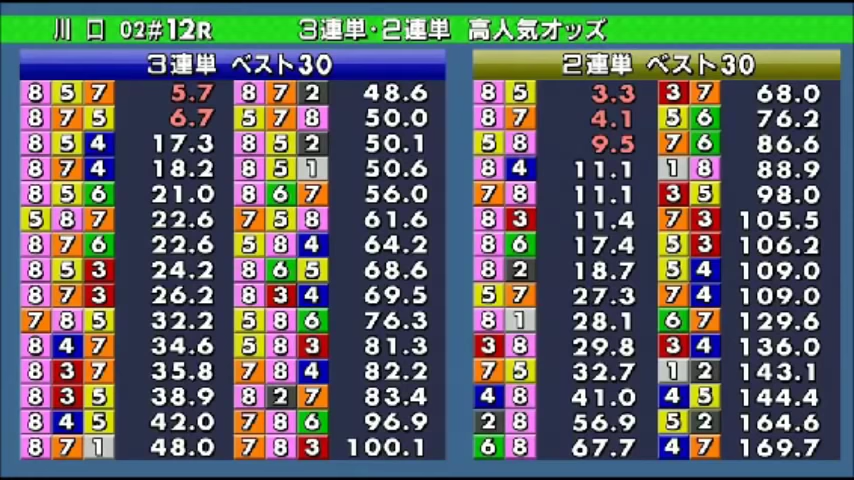 川口 02#12R 3連単・2連単 高人気オッズ
3連単 ベスト30
8 5 7 5.7 8 7 2 48.6
8 7 5 6.7 5 7 8 50.0
8 5 4 17.3 8 5 2 50.1
8 7 4 18.2 8 5 1 50.6
8 5 6 21.0 8 6 7 56.0
5 8 7 22.6 7 5 8 61.6
8 7 6 22.6 5 8 4 64.2
8 5 3 24.2 8 6 5 68.6
8 7 3 26.2 8 3 4 69.5
7 8 5 32.2 5 8 6 76.3
8 4 7 34.6 5 8 3 81.3
8 3 7 35.8 7 8 4 82.2
8 3 5 38.9 8 2 7 83.4
8 4 5 42.0 7 8 6 96.9
8 7 1 48.0 7 8 3 100.1
2連単 ベスト30
8 5 3.3 3 7 68.0
8 7 4.1 5 6 76.2
5 8 9.5 7 6 86.6
8 4 11.1 1 8 88.9
7 8 11.1 3 5 98.0
8 3 11.4 7 3 105.5
8 6 17.4 5 3 106.2
8 2 18.7 5 4 109.0
5 7 27.3 7 4 109.0
8 1 28.1 6 7 129.6
3 8 29.8 3 4 136.0
7 5 32.7 1 2 143.1
4 8 41.0 4 5 144.4
2 8 56.9 5 2 164.6
6 8 67.7 4 7 169.7